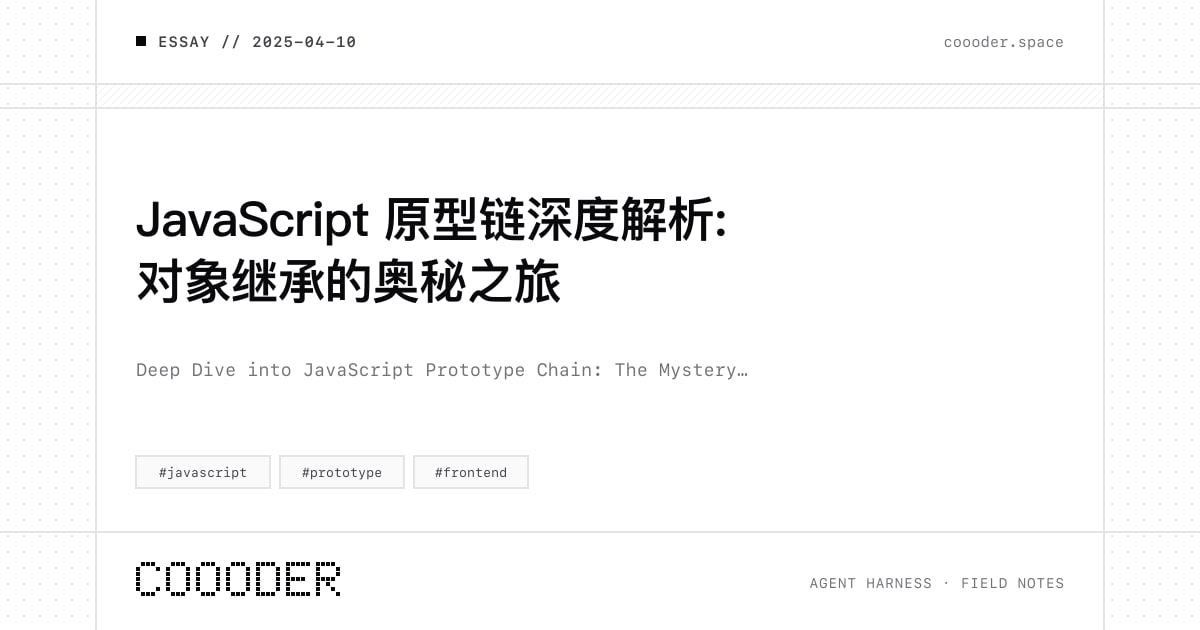 ESSAY // 2025-04-10
coooder.space
JavaScript 原型链深度解析:
对象继承的奥秘之旅
Deep Dive into JavaScript Prototype Chain: The Mystery…
#javascript
#prototype
#frontend
COOODER
AGENT HARNESS · FIELD NOTES